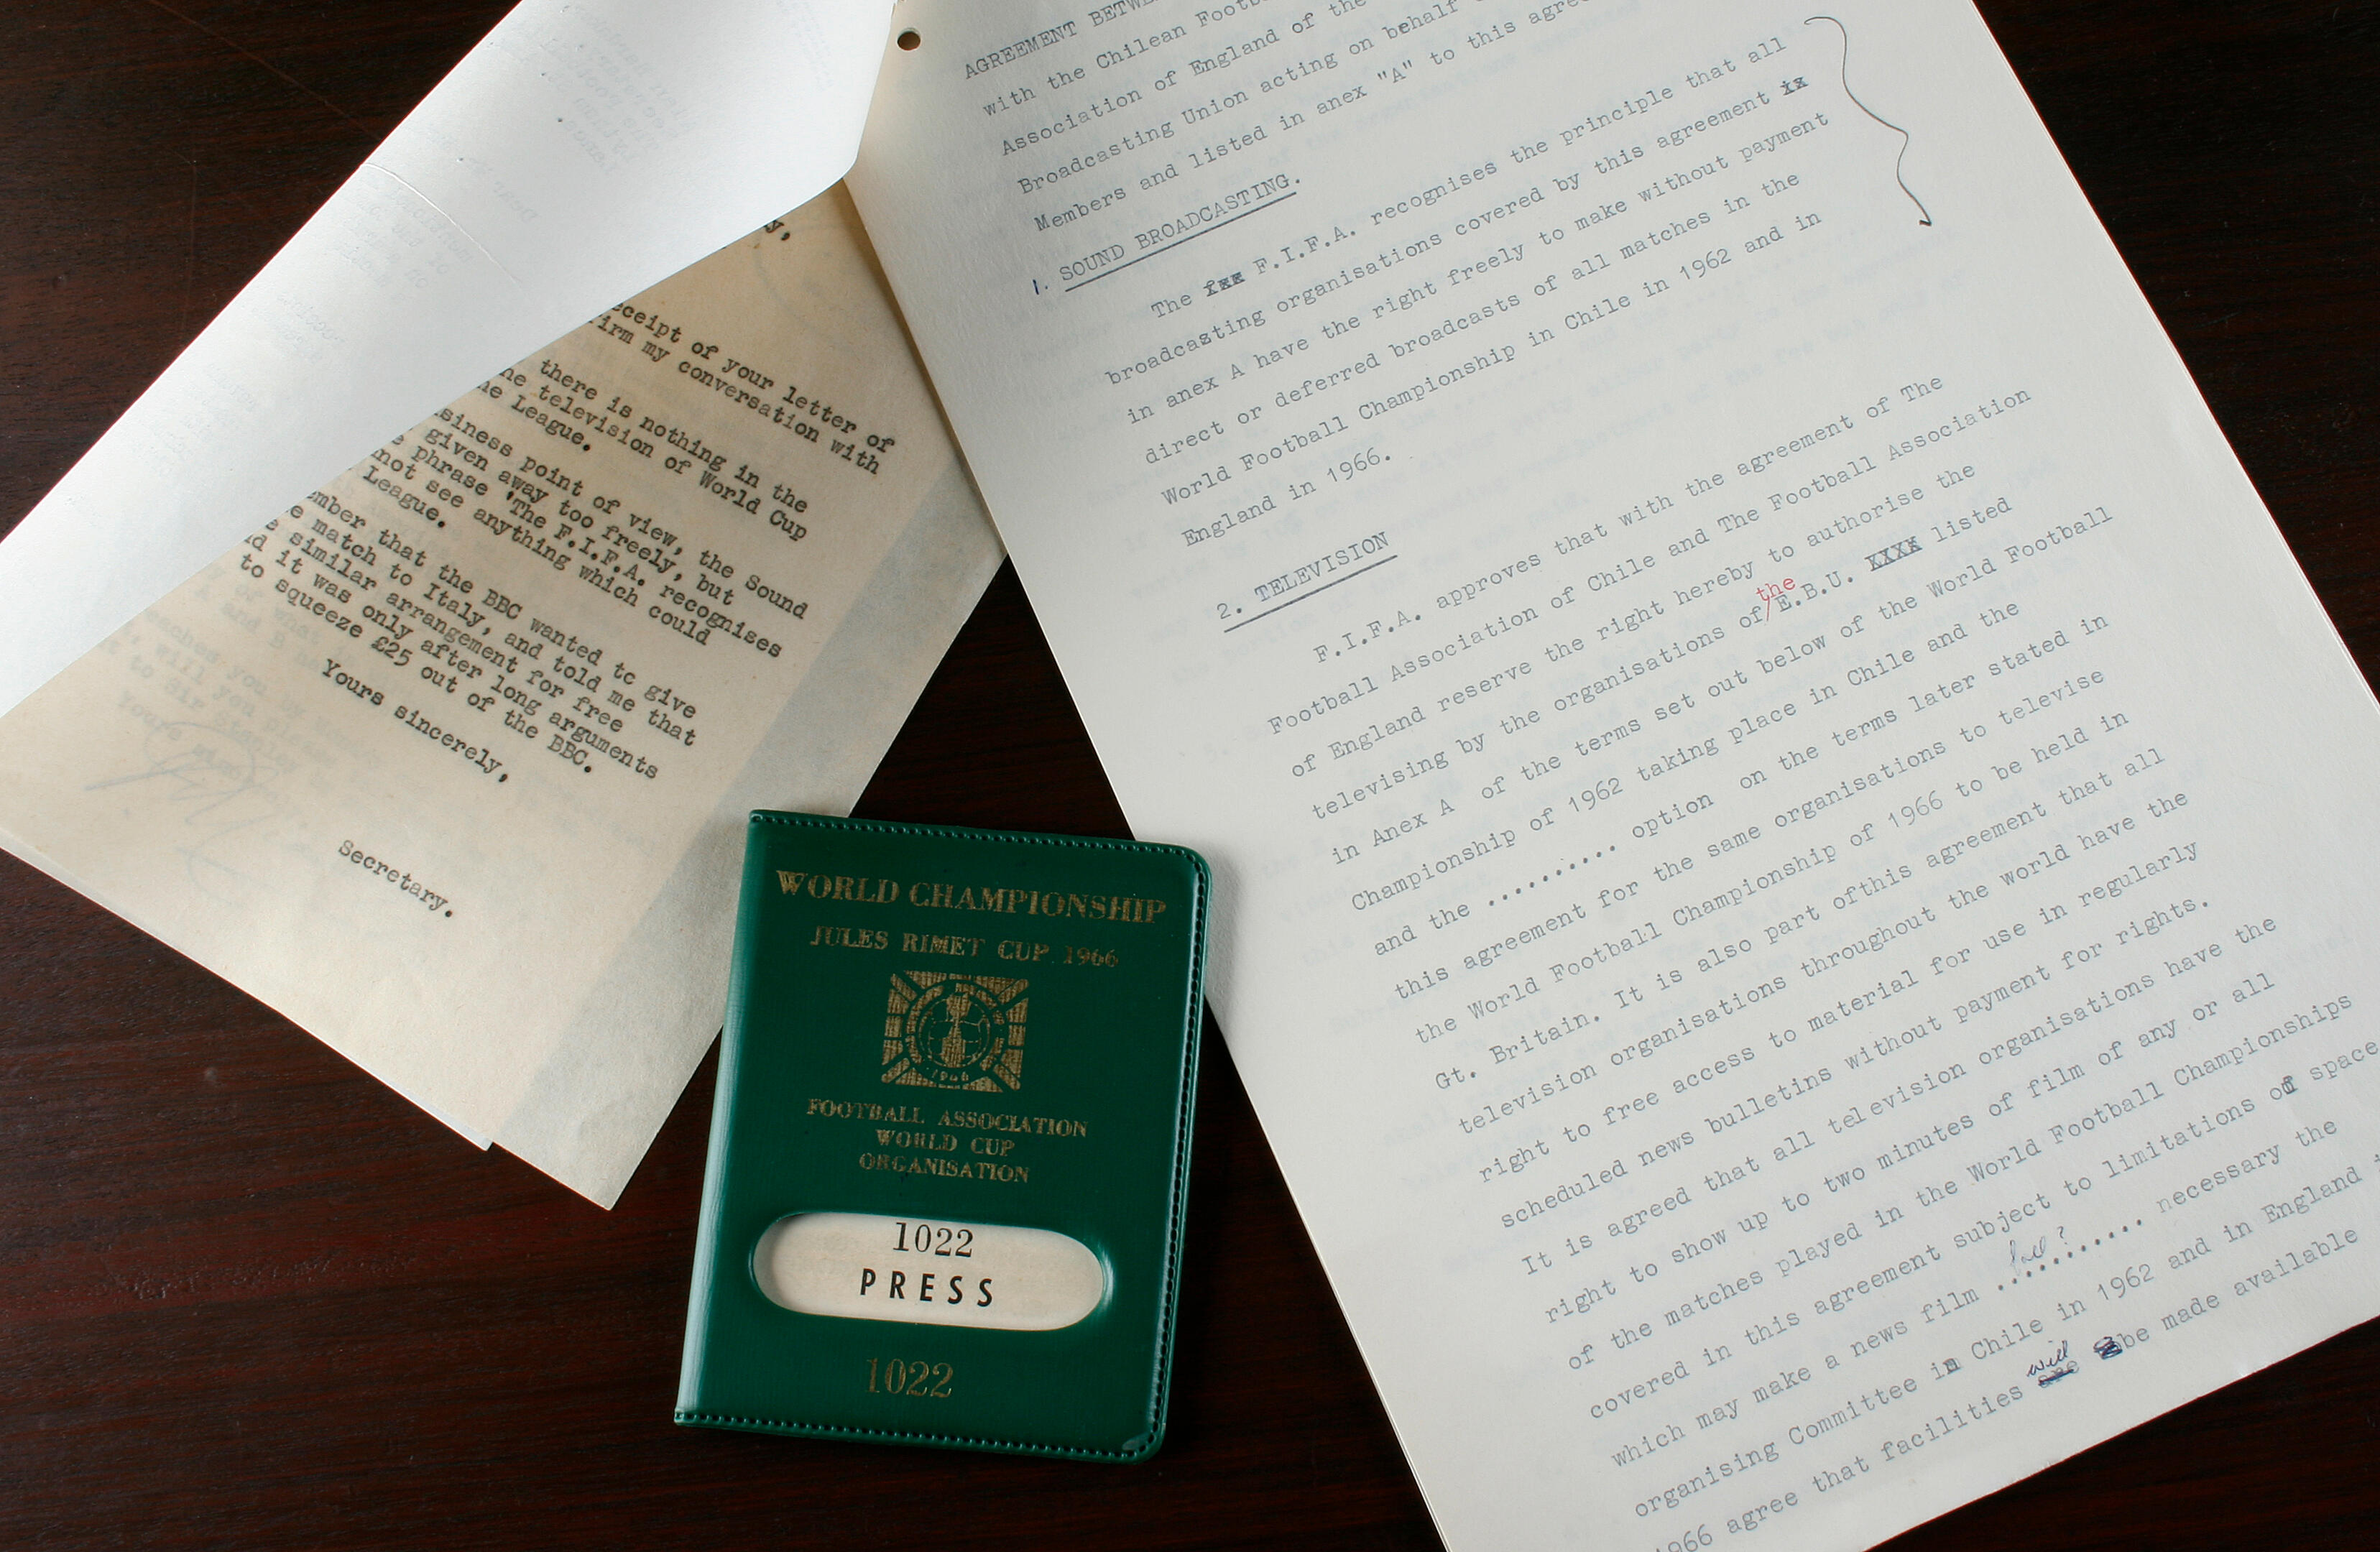 y,
eceipt of your letter of
firm my conversation with
there is nothing in the
he television of World Cup
he League.
siness point of view, the Sound
given away too freely, but
e phrase 'The F.I.F.A. recognises
not see anything which could
League.
ember that the BBC wanted to give
e match to Italy, and told me that
similar arrangement for free
d it was only after long arguments
to squeeze £25 out of the BBC.
Yours sincerely,
Secretary.
WORLD CHAMPIONSHIP
JULES RIMET CUP 1966
FOOTBALL ASSOCIATION
WORLD CUP
ORGANISATION
1022
PRESS
1022
AGREEMENT BETWE
with the Chilean Footb
Association of England of the
Broadcasting Union acting on behalf
Members and listed in anex "A" to this agre
1. SOUND BROADCASTING.
The F.I.F.A. recognises the principle that all
broadcasting organisations covered by this agreement
in anex A have the right freely to make without payment
direct or deferred broadcasts of all matches in the
World Football Championship in Chile in 1962 and in
England in 1966.
2. TELEVISION
F.I.F.A. approves that with the agreement of The
Football Association of Chile and The Football Association
of England reserve the right hereby to authorise the
televising by the organisations of the E.B.U. XXXX listed
in Anex A of the terms set out below of the World Football
Championship of 1962 taking place in Chile and the
and the .......... option on the terms later stated in
this agreement for the same organisations to televise
the World Football Championship of 1966 to be held in
Gt. Britain. It is also part ofthis agreement that all
television organisations throughout the world have the
right to free access to material for use in regularly
scheduled news bulletins without payment for rights.
It is agreed that all television organisations have the
right to show up to two minutes of film of any or all
of the matches played in the World Football Championships
covered in this agreement subject to limitations of space
which may make a news film ............ necessary the
organising Committee in Chile in 1962 and in England i
1966 agree that facilities will be made available